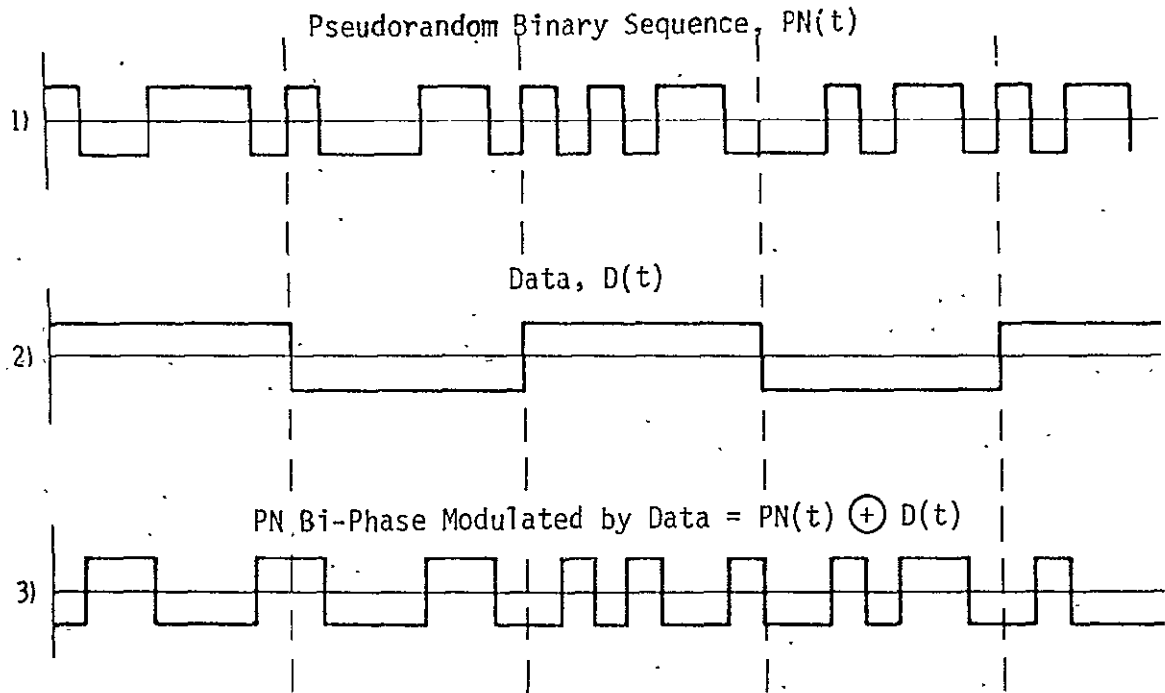 Pseudorandom Binary Sequence, PN(t)
1)
Data, D(t)
2)
PN Bi-Phase Modulated by Data = PN(t) ⊕ D(t)
3)